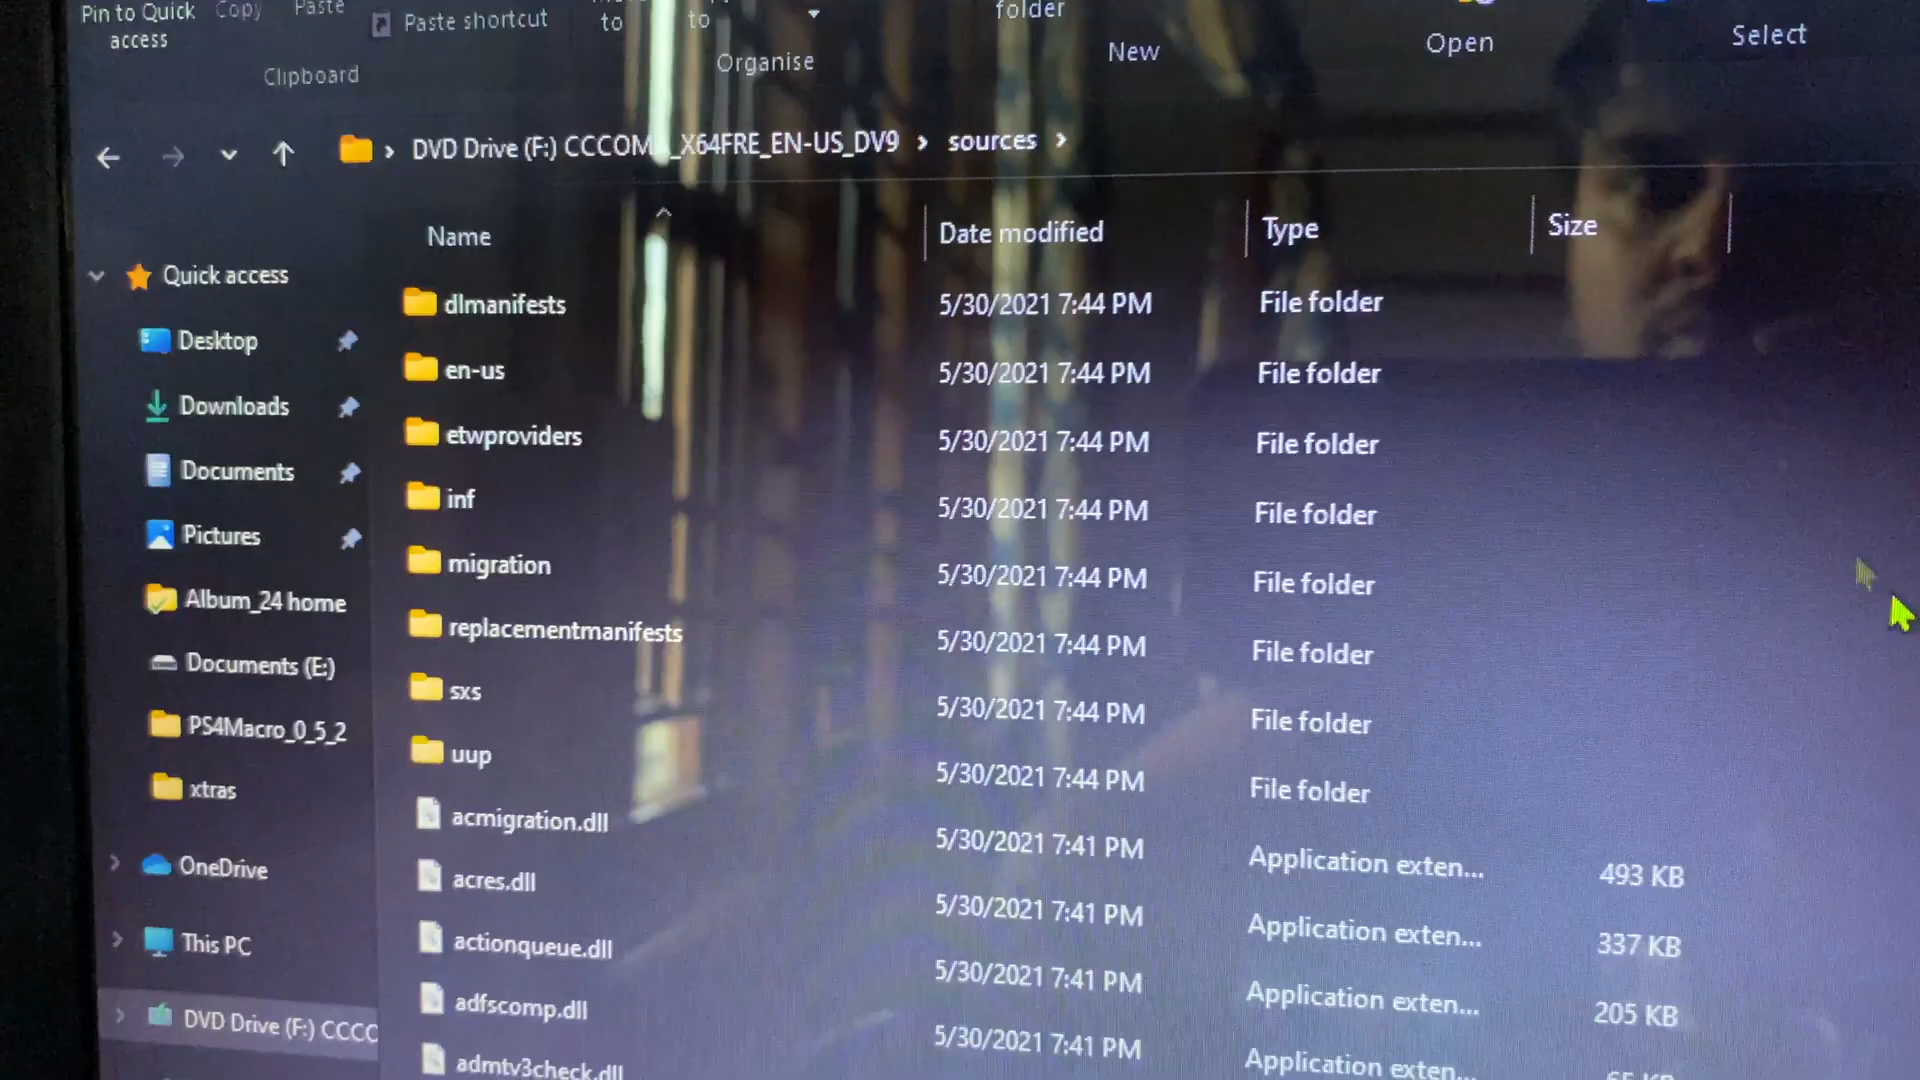 Pin to Quick
access
Copy
Paste
Paste shortcut
Clipboard
to
to
Organise
folder
New
Open
Select
DVD Drive (F:) CCCOM _X64FRE_EN-US_DV9 › sources ›
Name Date modified Type Size
Quick access
Desktop
Downloads
Documents
Pictures
Album_24 home
Documents (E:)
PS4Macro_0_5_2
xtras
OneDrive
This PC
DVD Drive (F:) CCCO
dlmanifests 5/30/2021 7:44 PM File folder
en-us 5/30/2021 7:44 PM File folder
etwproviders 5/30/2021 7:44 PM File folder
inf 5/30/2021 7:44 PM File folder
migration 5/30/2021 7:44 PM File folder
replacementmanifests 5/30/2021 7:44 PM File folder
sxs 5/30/2021 7:44 PM File folder
uup 5/30/2021 7:44 PM File folder
acmigration.dll 5/30/2021 7:41 PM Application exten... 493 KB
acres.dll 5/30/2021 7:41 PM Application exten... 337 KB
actionqueue.dll 5/30/2021 7:41 PM Application exten... 205 KB
adfscomp.dll 5/30/2021 7:41 PM Application exten... 65 KB
admtv3check.dll